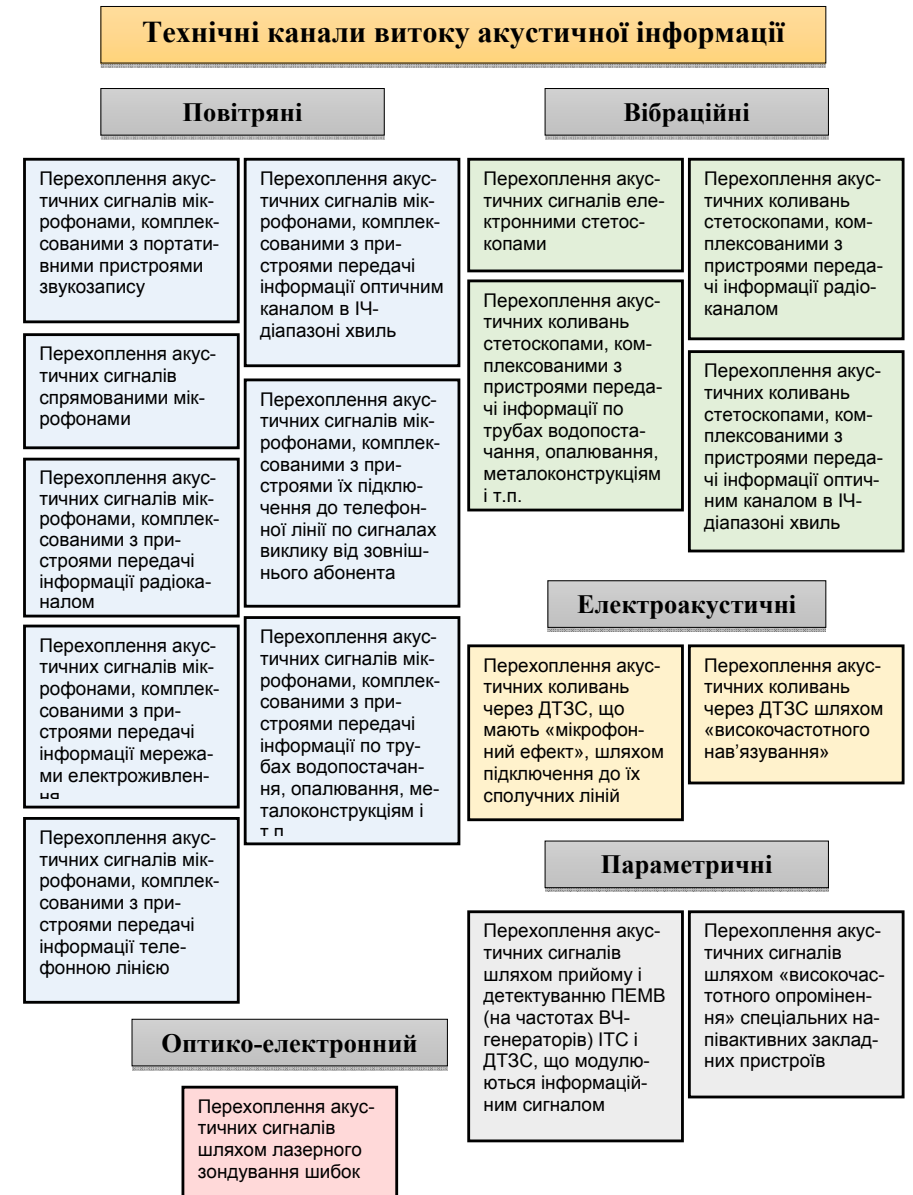 Технічні канали витоку акустичної інформації
Повітряні
Перехоплення акус-
тичних сигналів мік-
рофонами, комплек-
сованими з портати-
вними пристроями
звукозапису
Перехоплення акус-
тичних сигналів
спрямованими мік-
рофонами
Перехоплення акус-
тичних сигналів мік-
рофонами, комплек-
сованими з при-
строями передачі
інформації радіока-
налом
Перехоплення акус-
тичних сигналів мік-
рофонами, комплек-
сованими з при-
строями передачі
інформації мережа-
ми електроживлен-
ня
Перехоплення акус-
тичних сигналів мік-
рофонами, комплек-
сованими з при-
строями передачі
інформації теле-
фонною лінією
Перехоплення акус-
тичних сигналів мік-
рофонами, комплек-
сованими з при-
строями передачі
інформації оптичним
каналом в ІЧ-
діапазоні хвиль
Перехоплення акус-
тичних сигналів мік-
рофонами, комплек-
сованими з при-
строями їх підклю-
чення до телефон-
ної лінії по сигналах
виклику від зовніш-
нього абонента
Перехоплення акус-
тичних сигналів мік-
рофонами, комплек-
сованими з при-
строями передачі
інформації по тру-
бах водопостачан-
ня, опалювання, ме-
талоконструкціям і
т.п
Вібраційні
Перехоплення акус-
тичних сигналів еле-
ктронними стетос-
копами
Перехоплення акус-
тичних коливань
стетоскопами, ком-
плексованими з
пристроями переда-
чі інформації по
трубах водопоста-
чання, опалювання,
металоконструкціям
і т.п.
Перехоплення акус-
тичних коливань
стетоскопами, ком-
плексованими з
пристроями переда-
чі інформації радіо-
каналом
Перехоплення акус-
тичних коливань
стетоскопами, ком-
плексованими з
пристроями переда-
чі інформації оптич-
ним каналом в ІЧ-
діапазоні хвиль
Електроакустичні
Перехоплення акус-
тичних коливань
через ДТЗС, що
мають «мікрофон-
ний ефект», шляхом
підключення до їх
сполучних ліній
Перехоплення акус-
тичних коливань
через ДТЗС шляхом
«високочастотного
нав'язування»
Параметричні
Перехоплення акус-
тичних сигналів
шляхом прийому і
детектуванню ПЕМВ
(на частотах ВЧ-
генераторів) ІТС і
ДТЗС, що модулю-
ються інформацій-
ним сигналом
Перехоплення акус-
тичних сигналів
шляхом «високочас-
тотного опромінен-
ня» спеціальних на-
півактивних заклад-
них пристроїв
Оптико-електронний
Перехоплення акус-
тичних сигналів
шляхом лазерного
зондування шибок